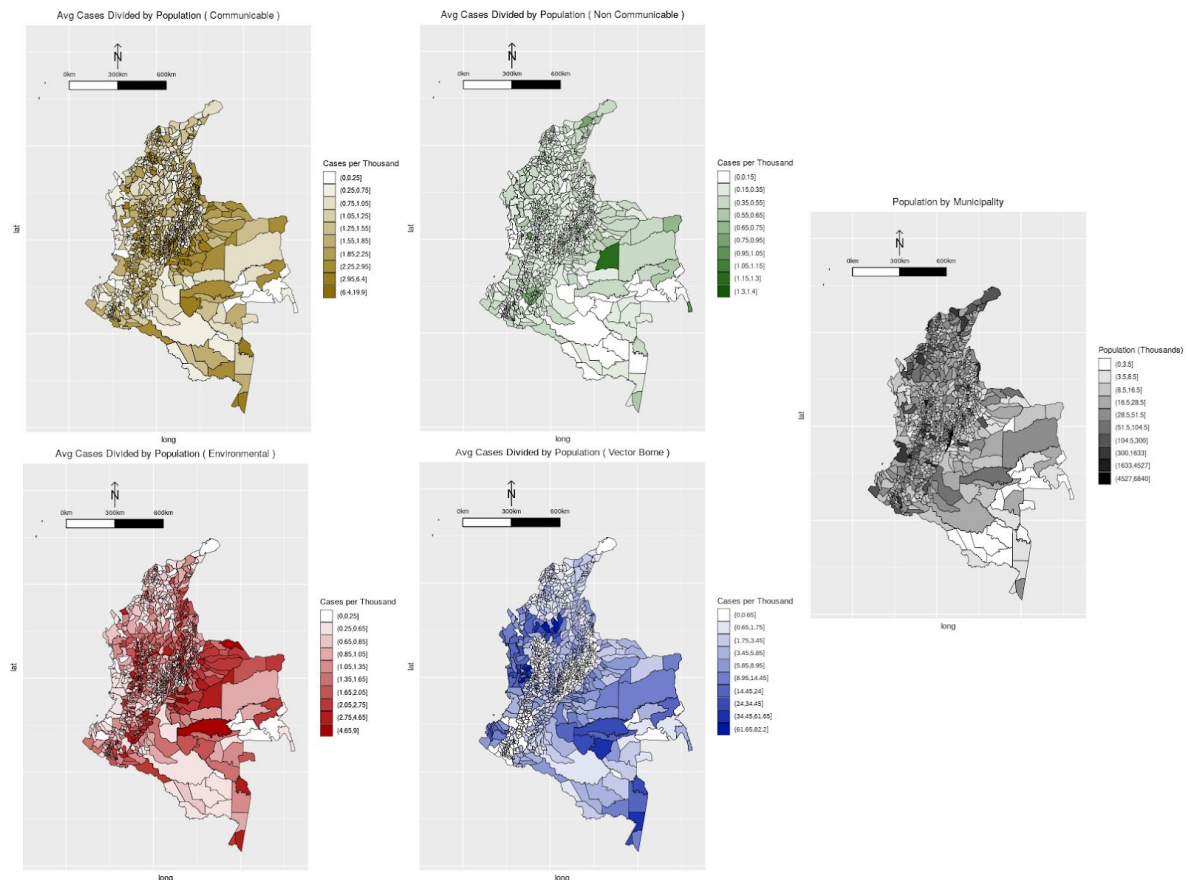 Avg Cases Divided by Population ( Communicable )
N
0km 300km 600km
Cases per Thousand
(0,0.25]
(0.25,0.75]
(0.75,1.05]
(1.05,1.25]
(1.25,1.55]
(1.55,1.85]
(1.85,2.25]
(2.25,2.95]
(2.95,6.4]
(6.4,19.9]
lat
long
Avg Cases Divided by Population ( Non Communicable )
N
0km 300km 600km
Cases per Thousand
(0,0.15]
(0.15,0.35]
(0.35,0.55]
(0.55,0.65]
(0.65,0.75]
(0.75,0.95]
(0.95,1.05]
(1.05,1.15]
(1.15,1.3]
(1.3,1.4]
lat
long
Population by Municipality
N
0km 300km 600km
Population (Thousands)
(0,3.5]
(3.5,8.5]
(8.5,16.5]
(16.5,28.5]
(28.5,51.5]
(51.5,104.5]
(104.5,300]
(300,1633]
(1633,4527]
(4527,6840]
lat
long
Avg Cases Divided by Population ( Environmental )
N
0km 300km 600km
Cases per Thousand
(0,0.25]
(0.25,0.65]
(0.65,0.85]
(0.85,1.05]
(1.05,1.35]
(1.35,1.65]
(1.65,2.05]
(2.05,2.75]
(2.75,4.65]
(4.65,9]
lat
long
Avg Cases Divided by Population ( Vector Borne )
N
0km 300km 600km
Cases per Thousand
(0,0.65]
(0.65,1.75]
(1.75,3.45]
(3.45,5.85]
(5.85,8.95]
(8.95,14.45]
(14.45,24]
(24,34.45]
(34.45,61.65]
(61.65,82.2]
lat
long